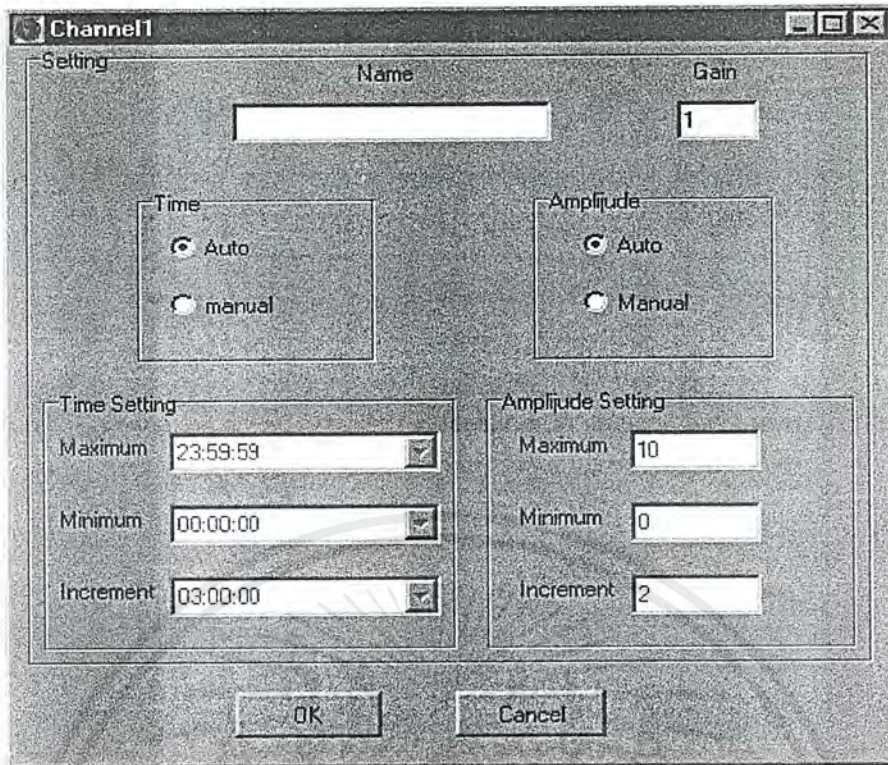 Channel1
Setting
Name
Gain
1
Time
Auto
manual
Amplijude
Auto
Manual
Time Setting
Maximum 23:59:59
Minimum 00:00:00
Increment 03:00:00
Amplijude Setting
Maximum 10
Minimum 0
Increment 2
OK
Cancel